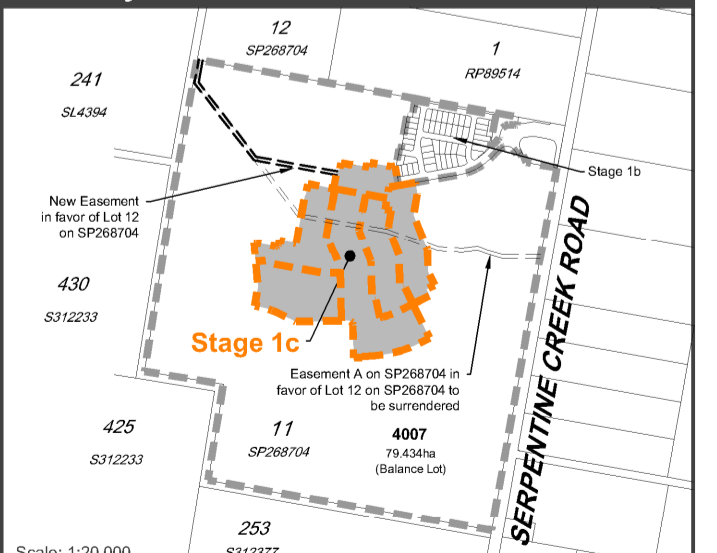 12
SP268704
1
RP89514
241
SL4394
Stage 1b
New Easement
in favor of Lot 12
on SP268704
430
S312233
Stage 1c
SERPENTINE CREEK ROAD
Easement A on SP268704 in
favor of Lot 12 on SP268704 to
be surrendered
425
S312233
11
SP268704
4007
79.434ha
(Balance Lot)
253
S312377
Scale: 1:20 000